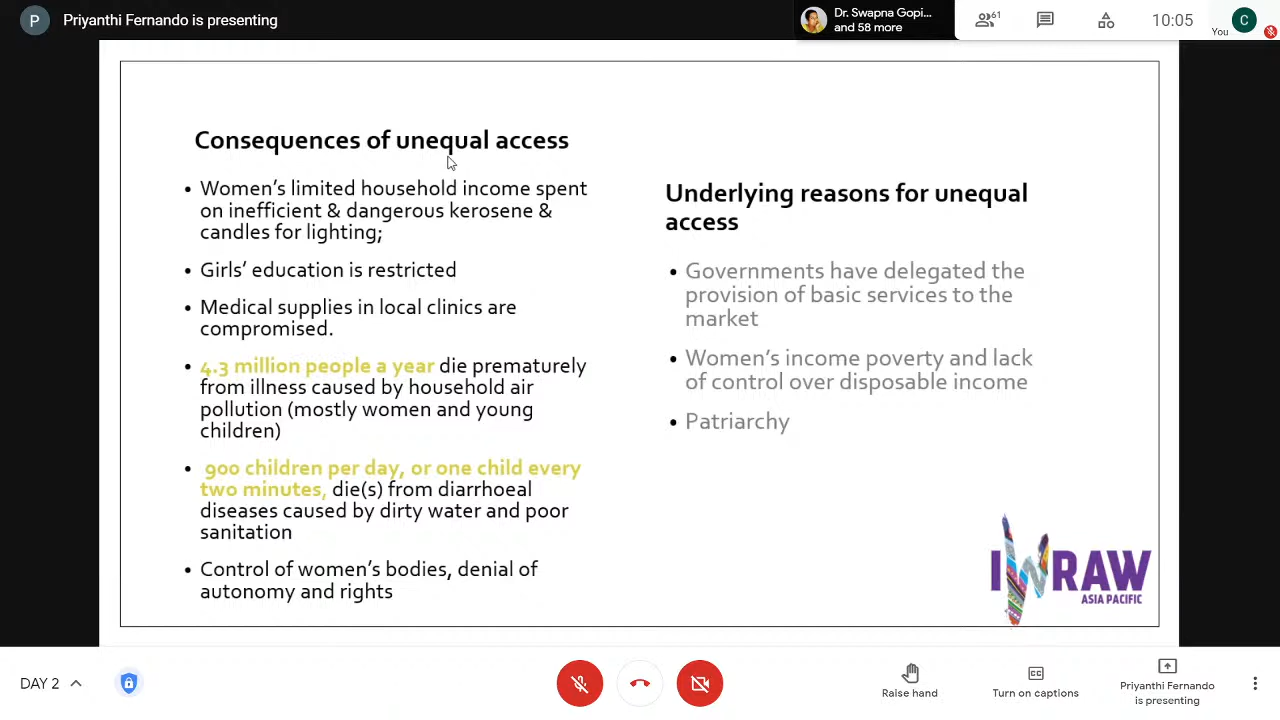 P
Priyanthi Fernando is presenting
Dr. Swapna Gopi...
and 58 more
61
10:05
You
C
Consequences of unequal access
• Women's limited household income spent
on inefficient & dangerous kerosene &
candles for lighting;
• Girls' education is restricted
• Medical supplies in local clinics are
compromised.
• 4.3 million people a year die prematurely
from illness caused by household air
pollution (mostly women and young
children)
• 900 children per day, or one child every
two minutes, die(s) from diarrhoeal
diseases caused by dirty water and poor
sanitation
• Control of women's bodies, denial of
autonomy and rights
Underlying reasons for unequal
access
• Governments have delegated the
provision of basic services to the
market
• Women's income poverty and lack
of control over disposable income
• Patriarchy
IWRAW
ASIA PACIFIC
DAY 2
Raise hand
CC
Turn on captions
Priyanthi Fernando
is presenting